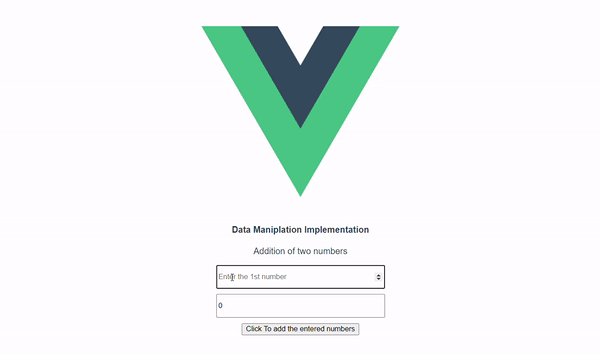 Data Maniplation Implementation
Addition of two numbers
Enter the 1st number
0
Click To add the entered numbers